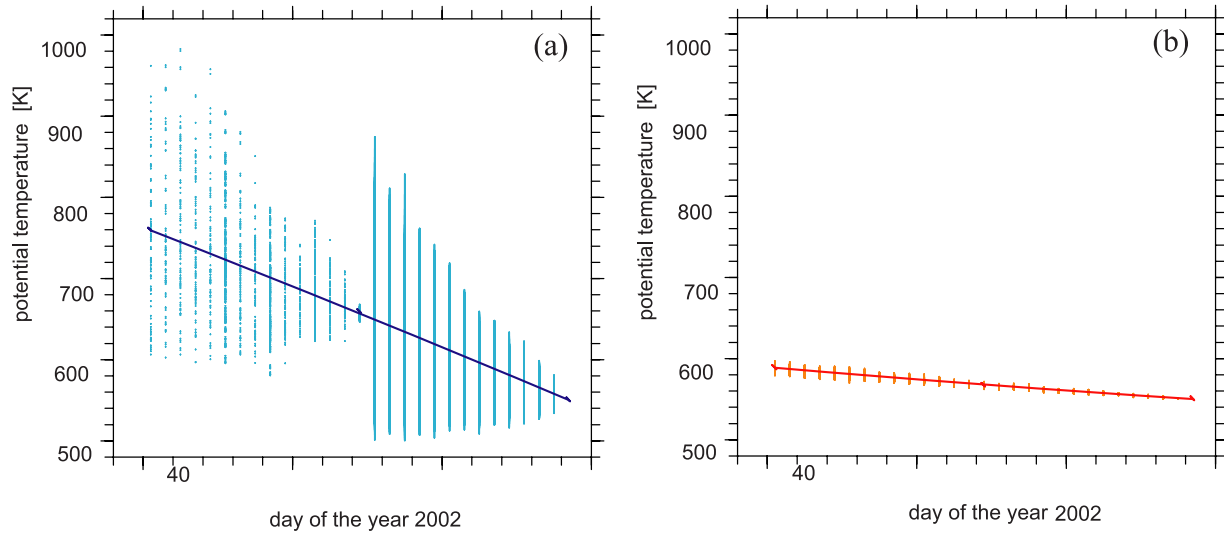 (a)
1000
900
800
700
600
500
potential temperature [K]
40
day of the year 2002
(b)
1000
900
800
700
600
500
potential temperature [K]
40
day of the year 2002